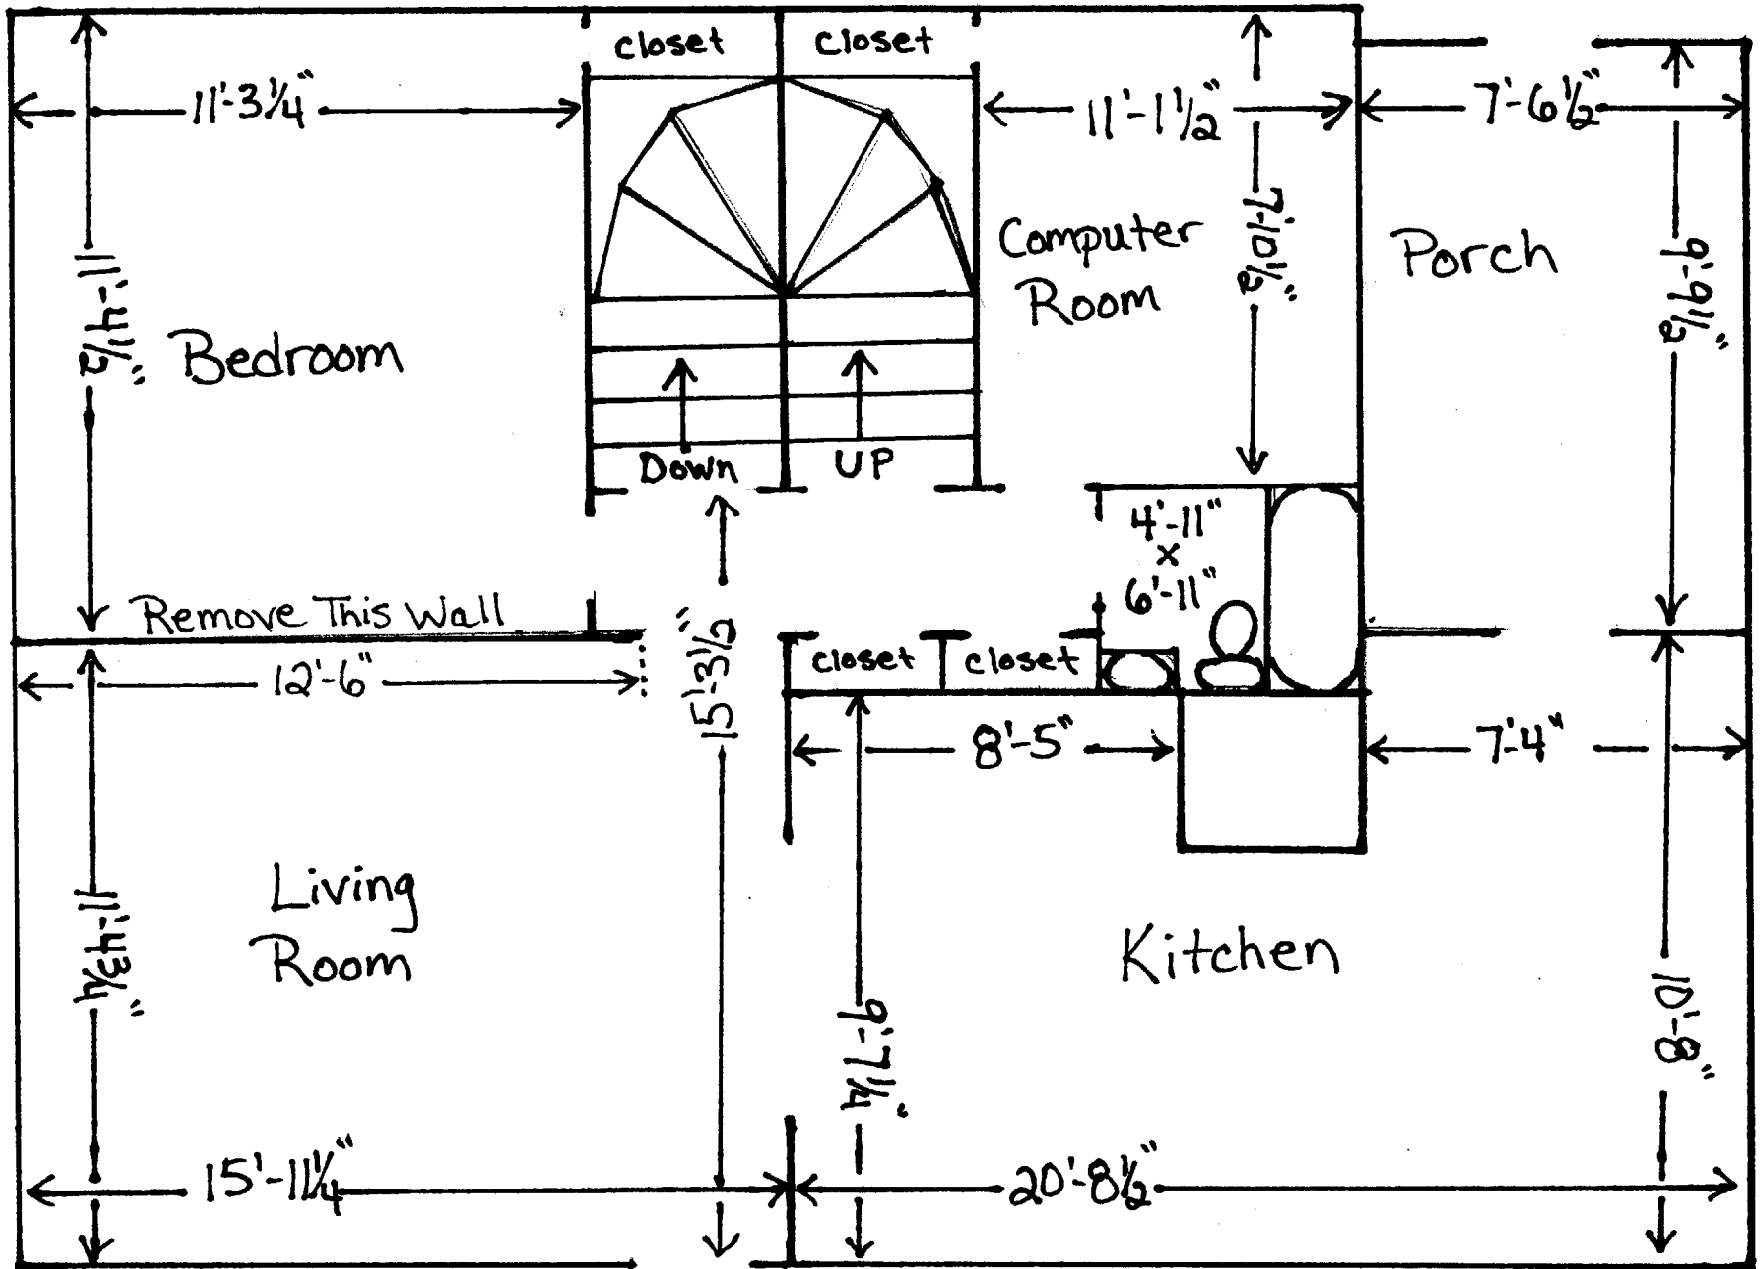 closet
closet
11'-3¼"
11'-1½"
7'-6½"
11'-4½"
7'-10½"
9'-9½"
Computer
Room
Porch
Bedroom
Down
UP
4'-11"
x
6'-11"
Remove This Wall
12'-6"
15'-3½"
closet
closet
8'-5"
7'-4"
Living
Room
11'-4¾"
Kitchen
9'-7¼"
10'-8"
15'-11¼"
20'-8½"